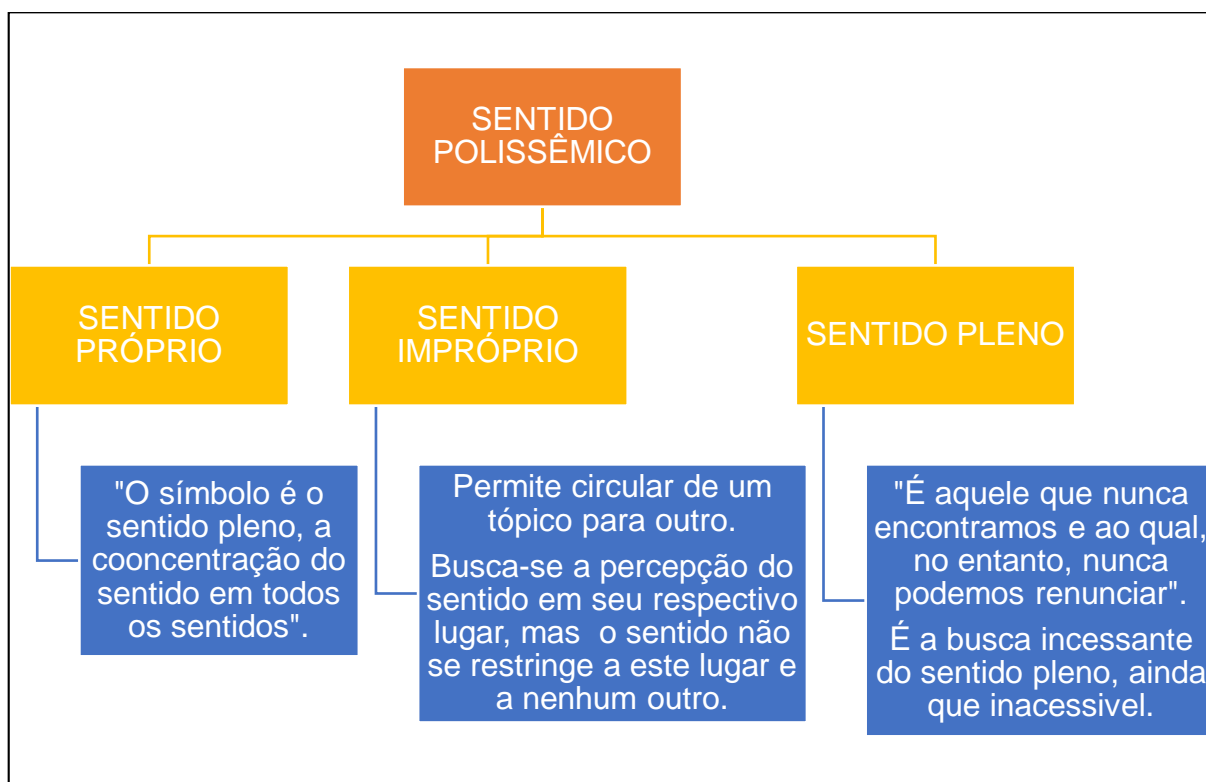 SENTIDO
POLISSÊMICO
SENTIDO
PRÓPRIO
SENTIDO
IMPRÓPRIO
SENTIDO PLENO
"O símbolo é o
sentido pleno, a
cooncentração do
sentido em todos
os sentidos".
Permite circular de um
tópico para outro.
Busca-se a percepção do
sentido em seu respectivo
lugar, mas o sentido não
se restringe a este lugar e
a nenhum outro.
"É aquele que nunca
encontramos e ao qual,
no entanto, nunca
podemos renunciar".
É a busca incessante
do sentido pleno, ainda
que inacessivel.